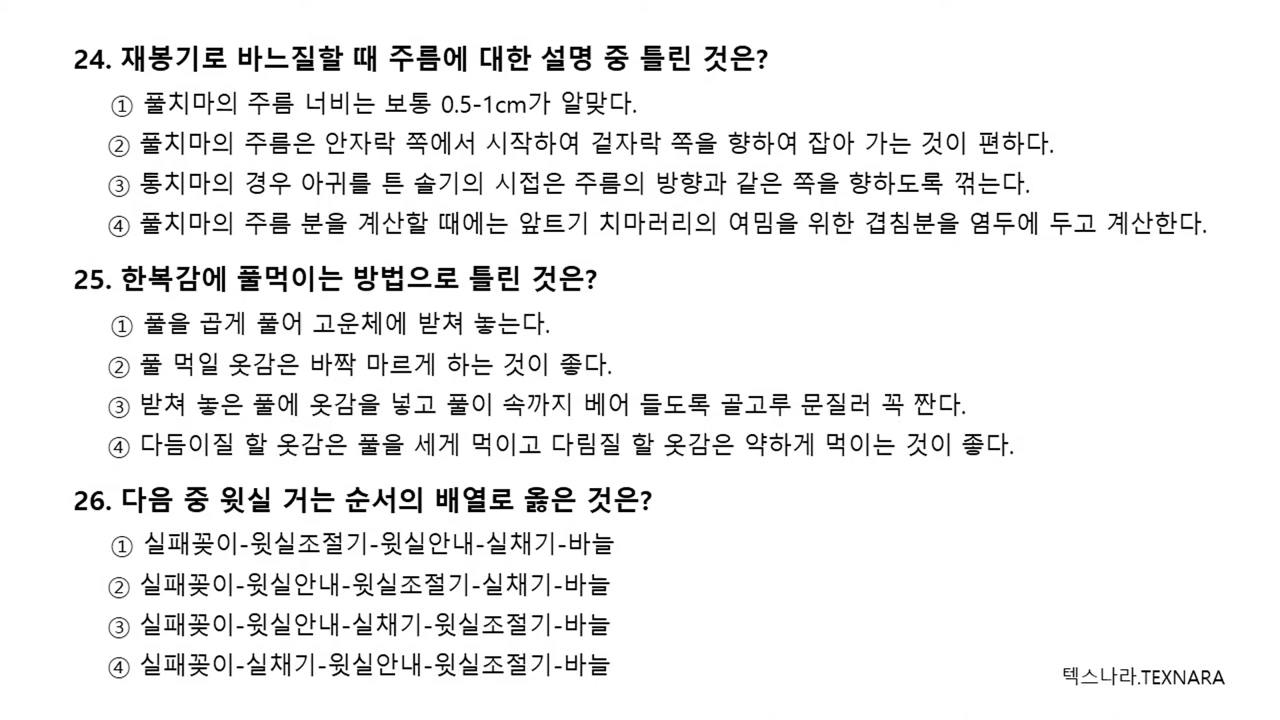 24. 재봉기로 바느질할 때 주름에 대한 설명 중 틀린 것은?
① 풀치마의 주름 너비는 보통 0.5-1cm가 알맞다.
② 풀치마의 주름은 안자락 쪽에서 시작하여 겉자락 쪽을 향하여 잡아 가는 것이 편하다.
③ 통치마의 경우 아귀를 튼 솔기의 시접은 주름의 방향과 같은 쪽을 향하도록 꺾는다.
④ 풀치마의 주름 분을 계산할 때에는 앞트기 치마러리의 여밈을 위한 겹침분을 염두에 두고 계산한다.
25. 한복감에 풀먹이는 방법으로 틀린 것은?
① 풀을 곱게 풀어 고운체에 받쳐 놓는다.
② 풀 먹일 옷감은 바짝 마르게 하는 것이 좋다.
③ 받쳐 놓은 풀에 옷감을 넣고 풀이 속까지 베어 들도록 골고루 문질러 꼭 짠다.
④ 다듬이질 할 옷감은 풀을 세게 먹이고 다림질 할 옷감은 약하게 먹이는 것이 좋다.
26. 다음 중 윗실 거는 순서의 배열로 옳은 것은?
① 실패꽂이-윗실조절기-윗실안내-실채기-바늘
② 실패꽂이-윗실안내-윗실조절기-실채기-바늘
③ 실패꽂이-윗실안내-실채기-윗실조절기-바늘
④ 실패꽂이-실채기-윗실안내-윗실조절기-바늘
텍스나라.TEXNARA